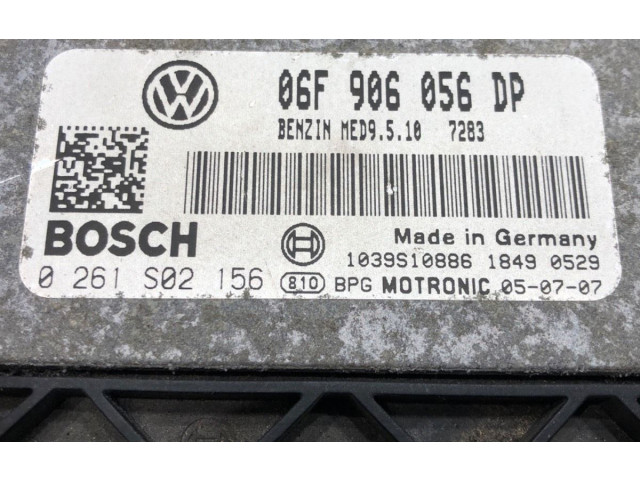 VW
06F 906 056 DP
BENZIN MED9.5.10 7283
BOSCH
Made in Germany
1039S10886 1849 0529
0 261 S02 156 810 BPG MOTRONIC 05-07-07